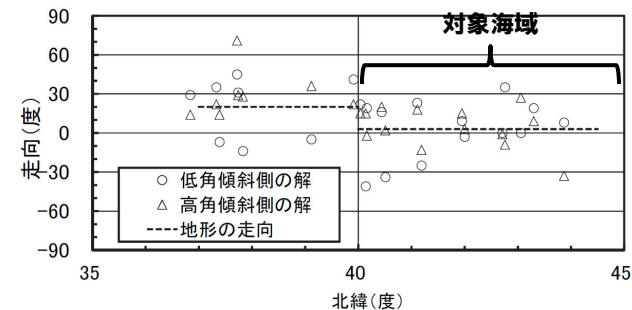 対象海域
90
60
30
0
-30
-60
-90
走向(度)
○ 低角傾斜側の解
△ 高角傾斜側の解
-----地形の走向
35
40
45
北緯(度)